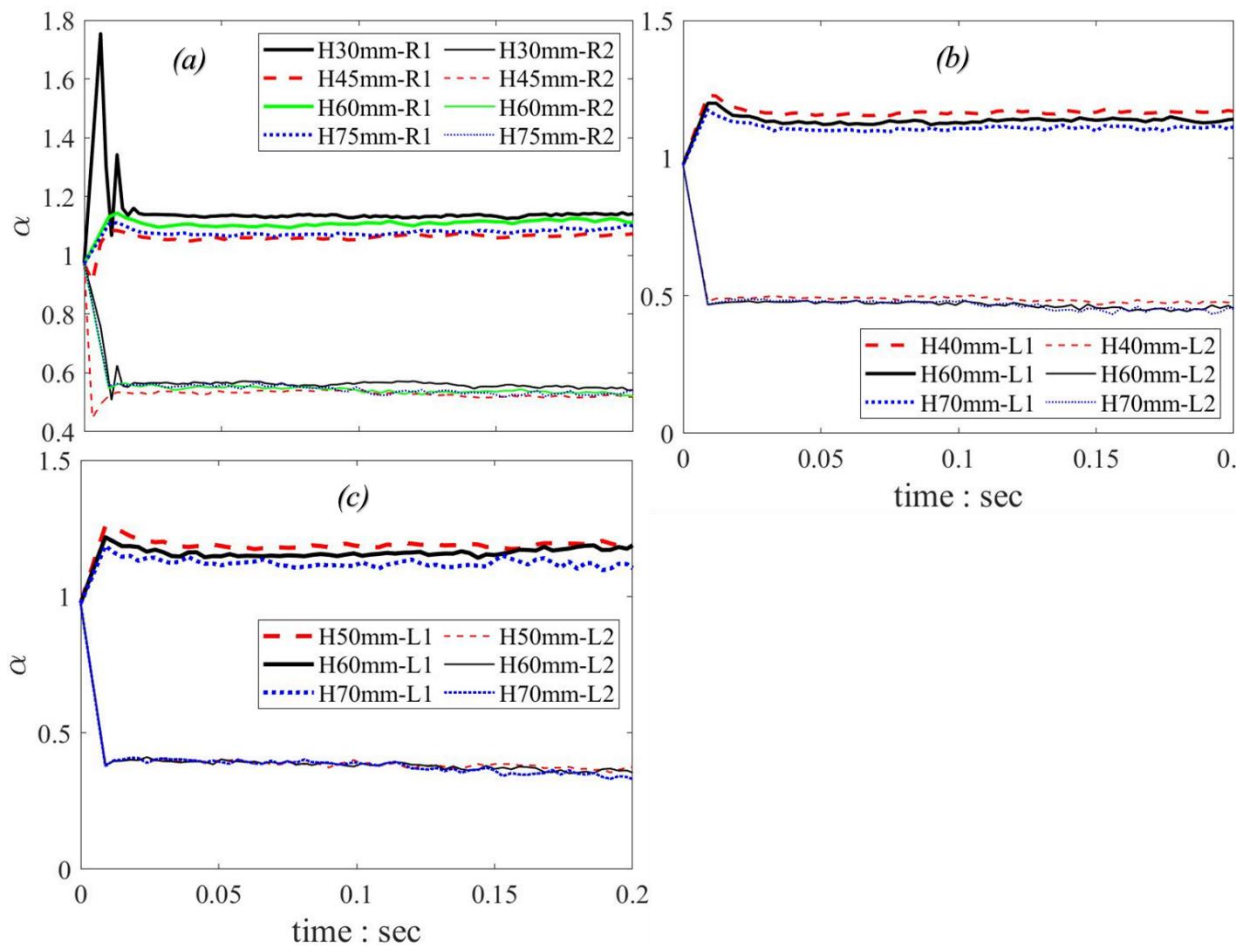 (a)
1.8
1.6
1.4
1.2
1
0.8
0.6
0.4
α
H30mm-R1 H30mm-R2
H45mm-R1 H45mm-R2
H60mm-R1 H60mm-R2
H75mm-R1 H75mm-R2
(b)
1.5
1
0.5
0
H40mm-L1 H40mm-L2
H60mm-L1 H60mm-L2
H70mm-L1 H70mm-L2
0 0.05 0.1 0.15 0.
time : sec
(c)
1.5
1
0.5
0
α
H50mm-L1 H50mm-L2
H60mm-L1 H60mm-L2
H70mm-L1 H70mm-L2
0 0.05 0.1 0.15 0.2
time : sec